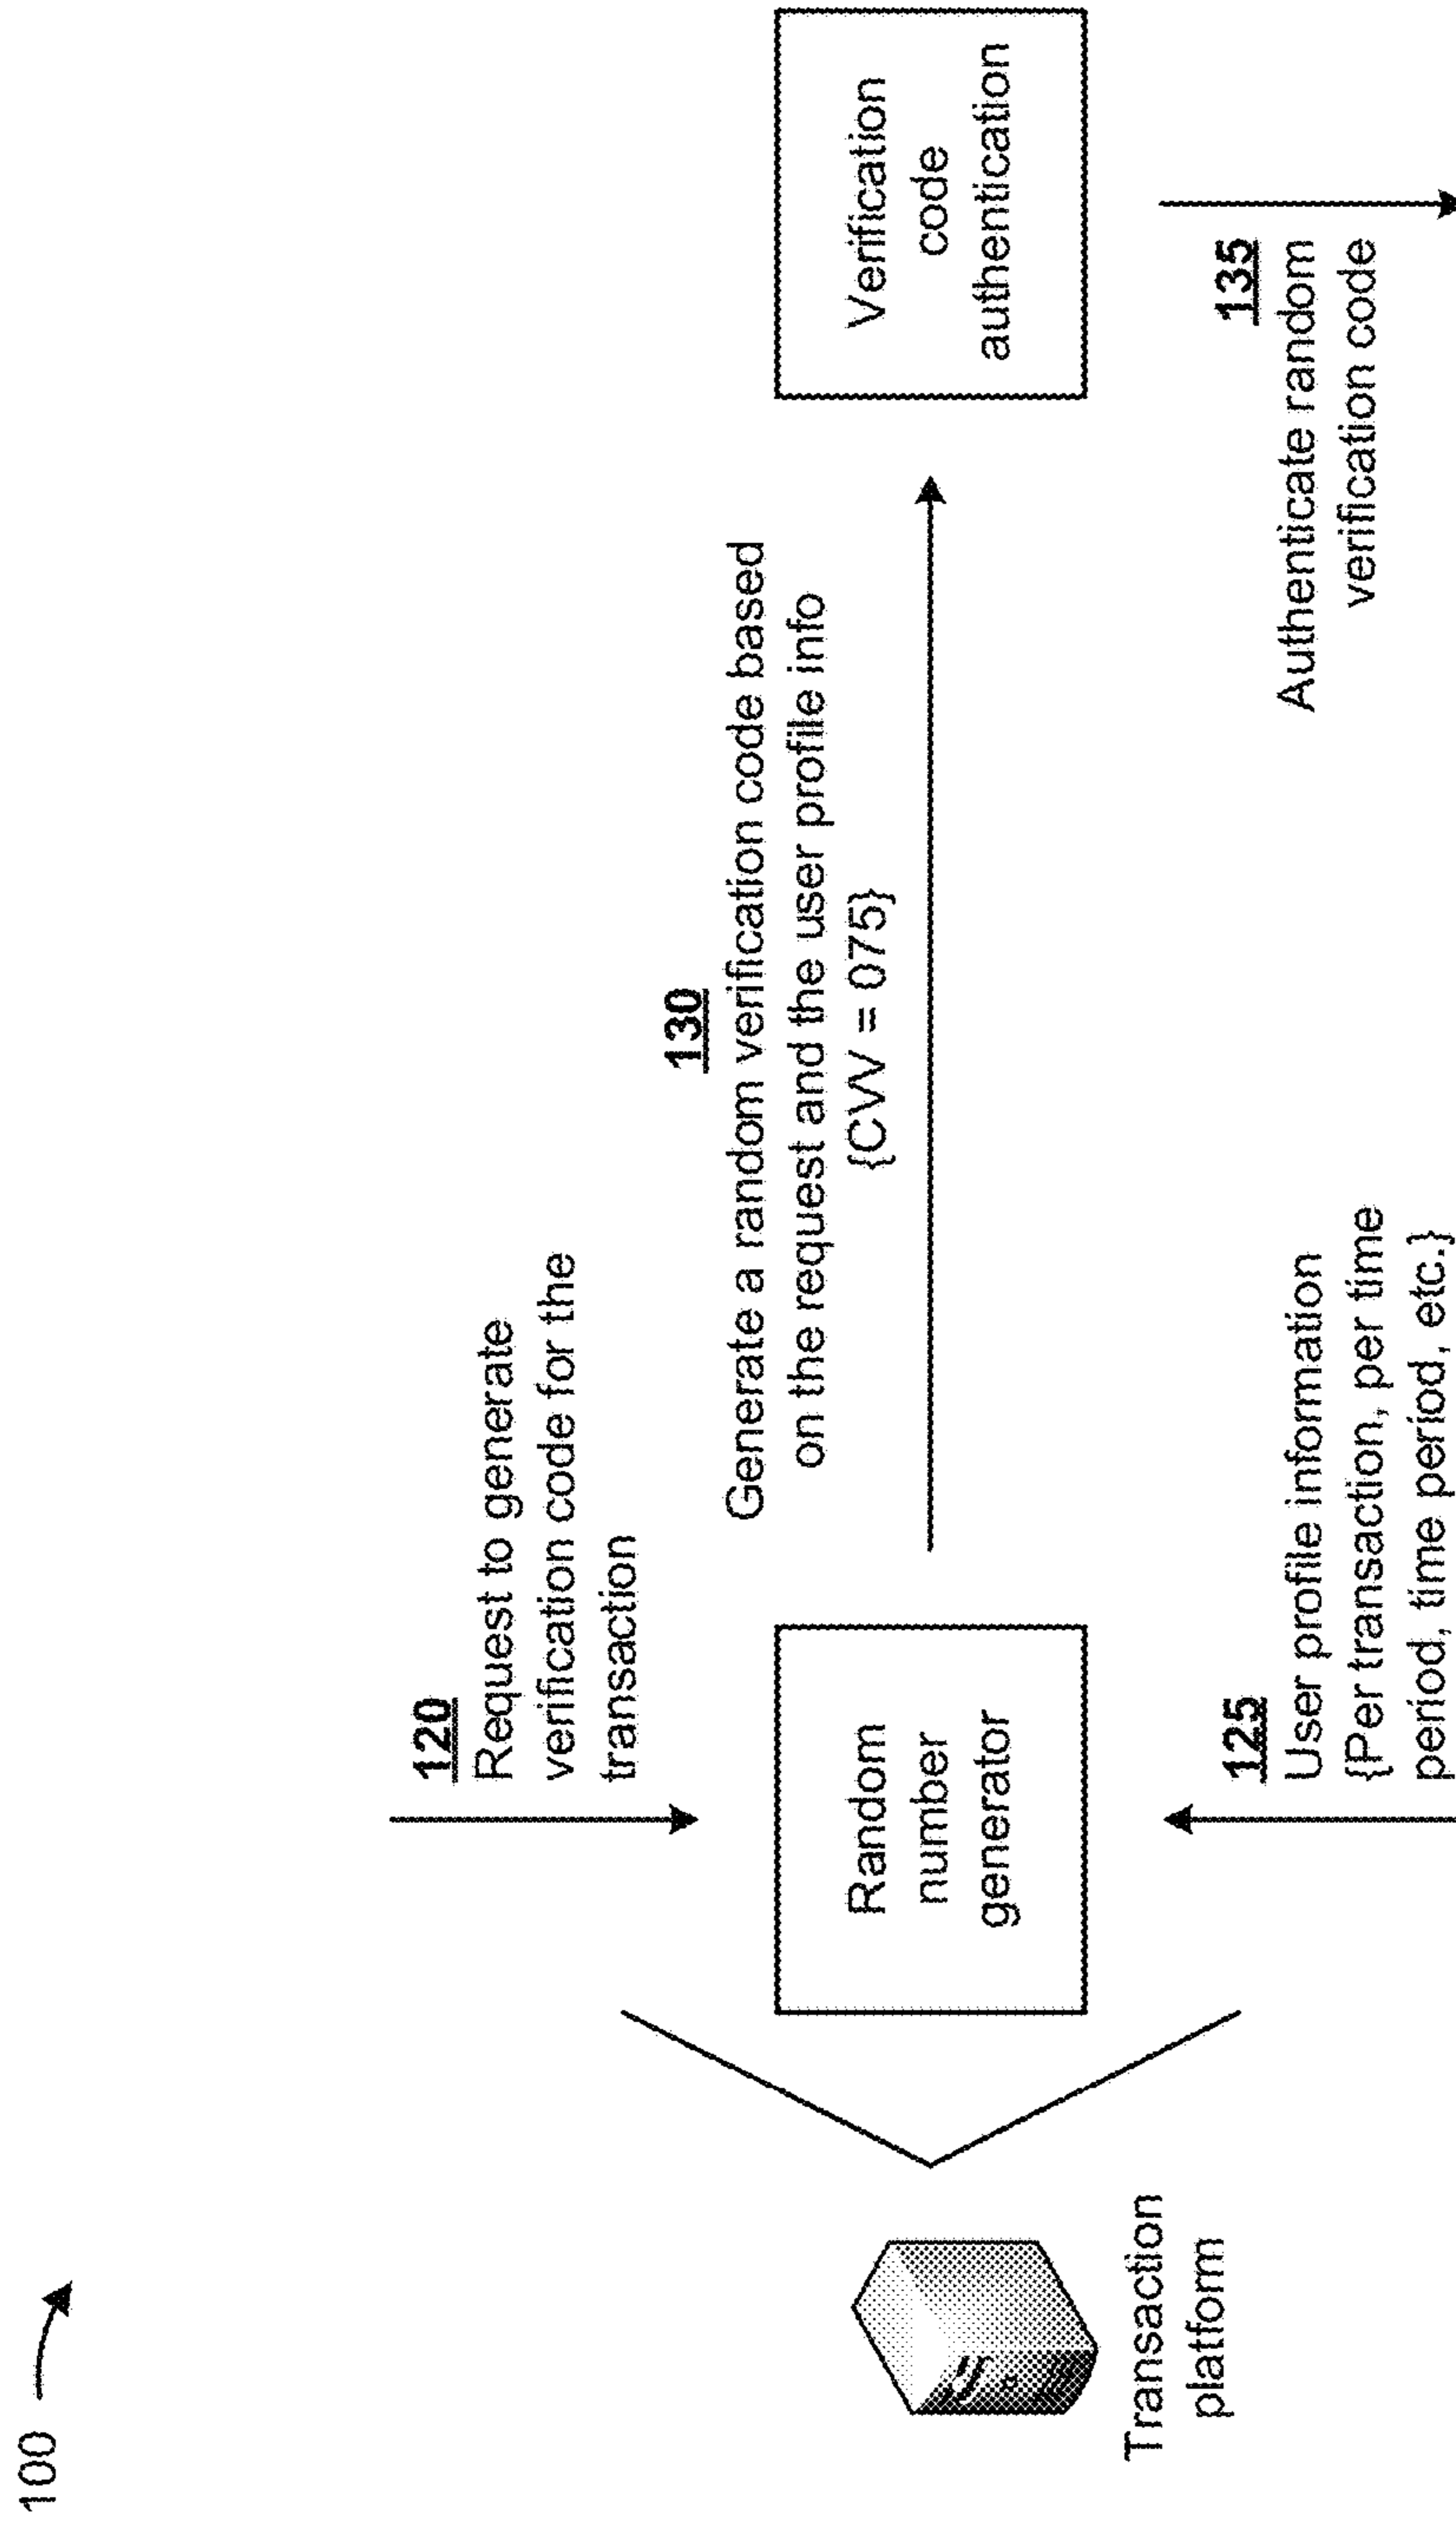 100
120
Request to generate
verification code for the
transaction
130
Generate a random verification code based
on the request and the user profile info
{CVV = 075}
Transaction
platform
Random
number
generator
Verification
code
authentication
125
User profile information
{Per transaction, per time
period, time period, etc.}
135
Authenticate random
verification code